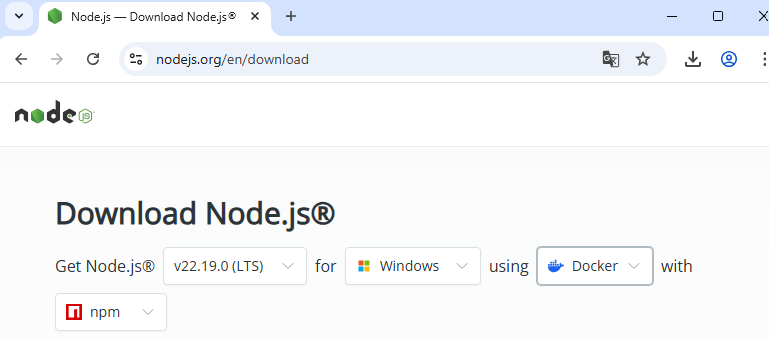 Node.js — Download Node.js®
nodejs.org/en/download
node JS
Download Node.js®
Get Node.js® v22.19.0 (LTS) for Windows using Docker with
npm